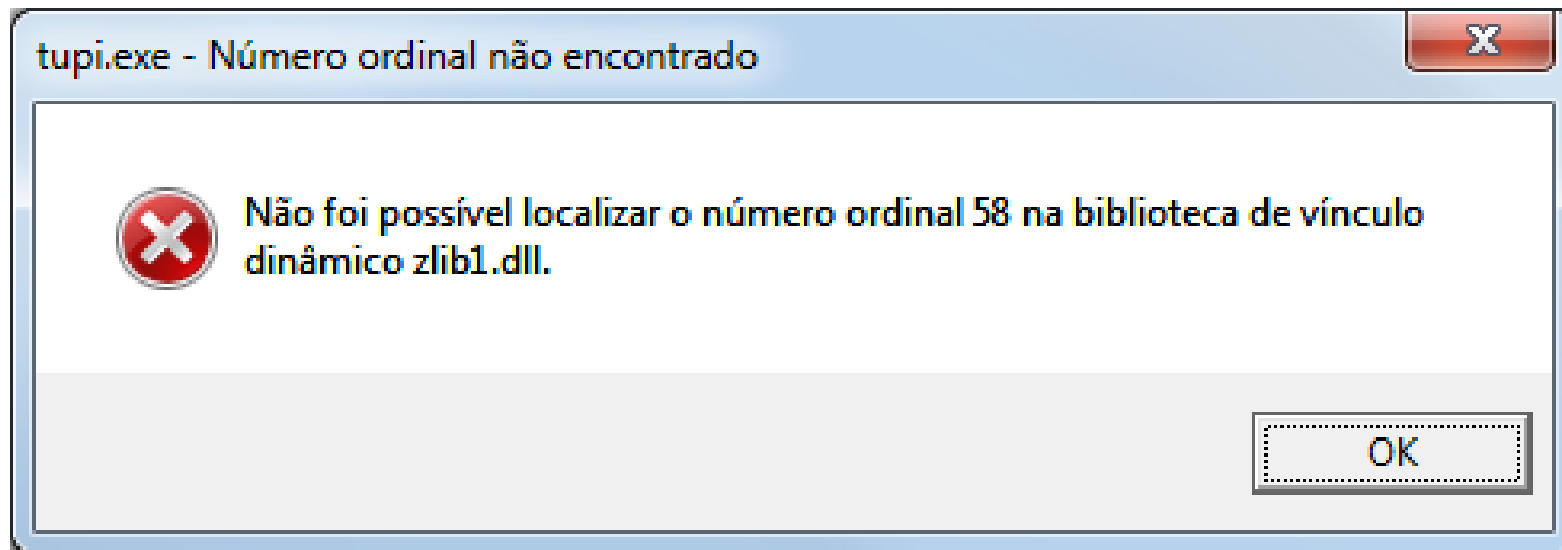 tupi.exe - Número ordinal não encontrado
Não foi possível localizar o número ordinal 58 na biblioteca de vínculo
dinâmico zlib1.dll.
OK